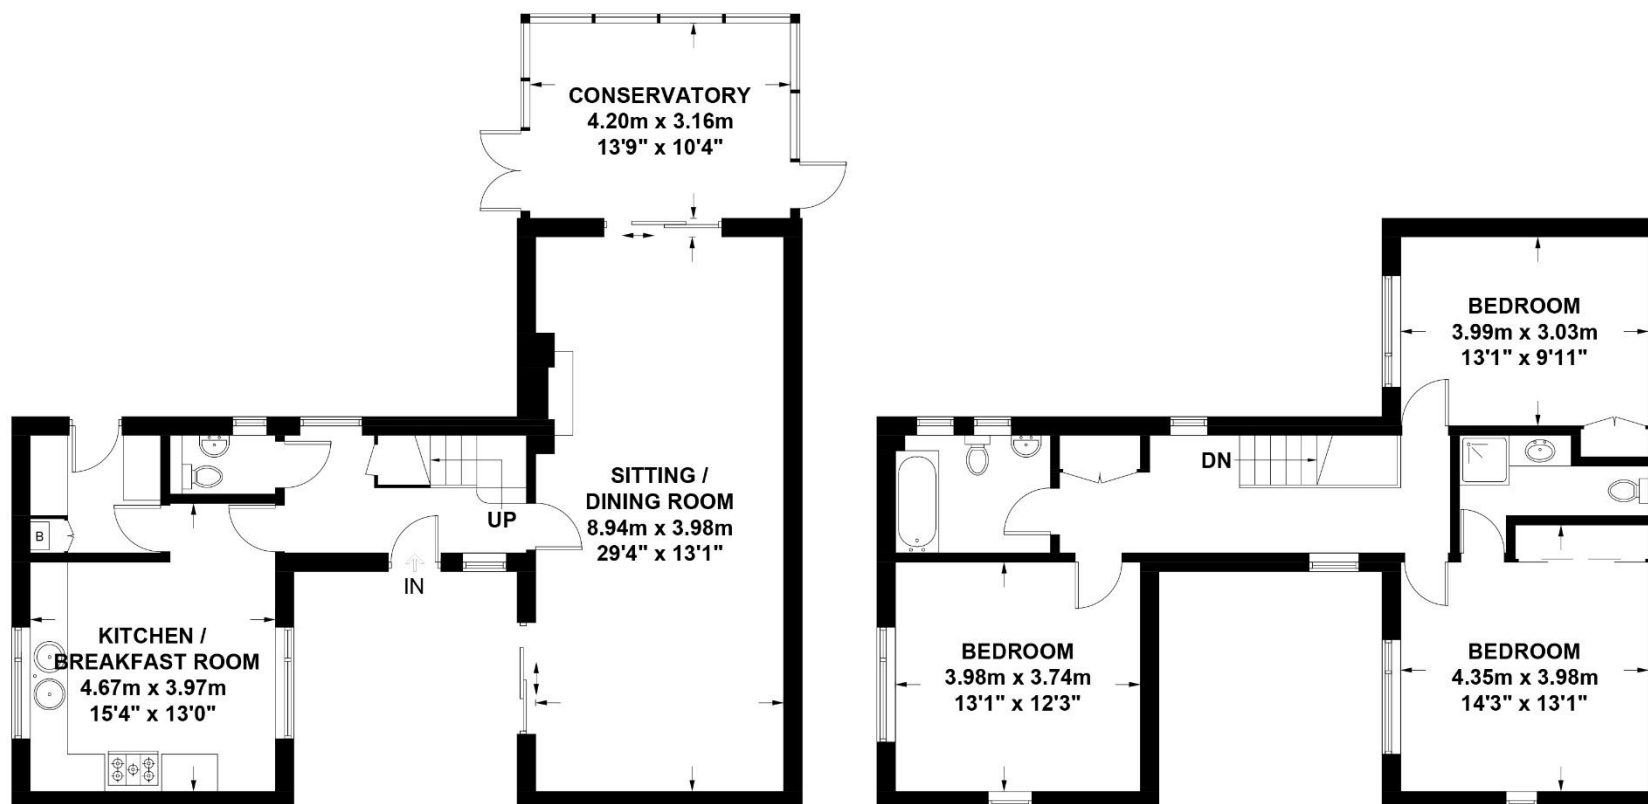 CONSERVATORY
4.20m x 3.16m
13'9" x 10'4"
SITTING /
DINING ROOM
8.94m x 3.98m
29'4" x 13'1"
UP
IN
B
KITCHEN /
BREAKFAST ROOM
4.67m x 3.97m
15'4" x 13'0"
BEDROOM
3.99m x 3.03m
13'1" x 9'11"
DN
BEDROOM
3.98m x 3.74m
13'1" x 12'3"
BEDROOM
4.35m x 3.98m
14'3" x 13'1"